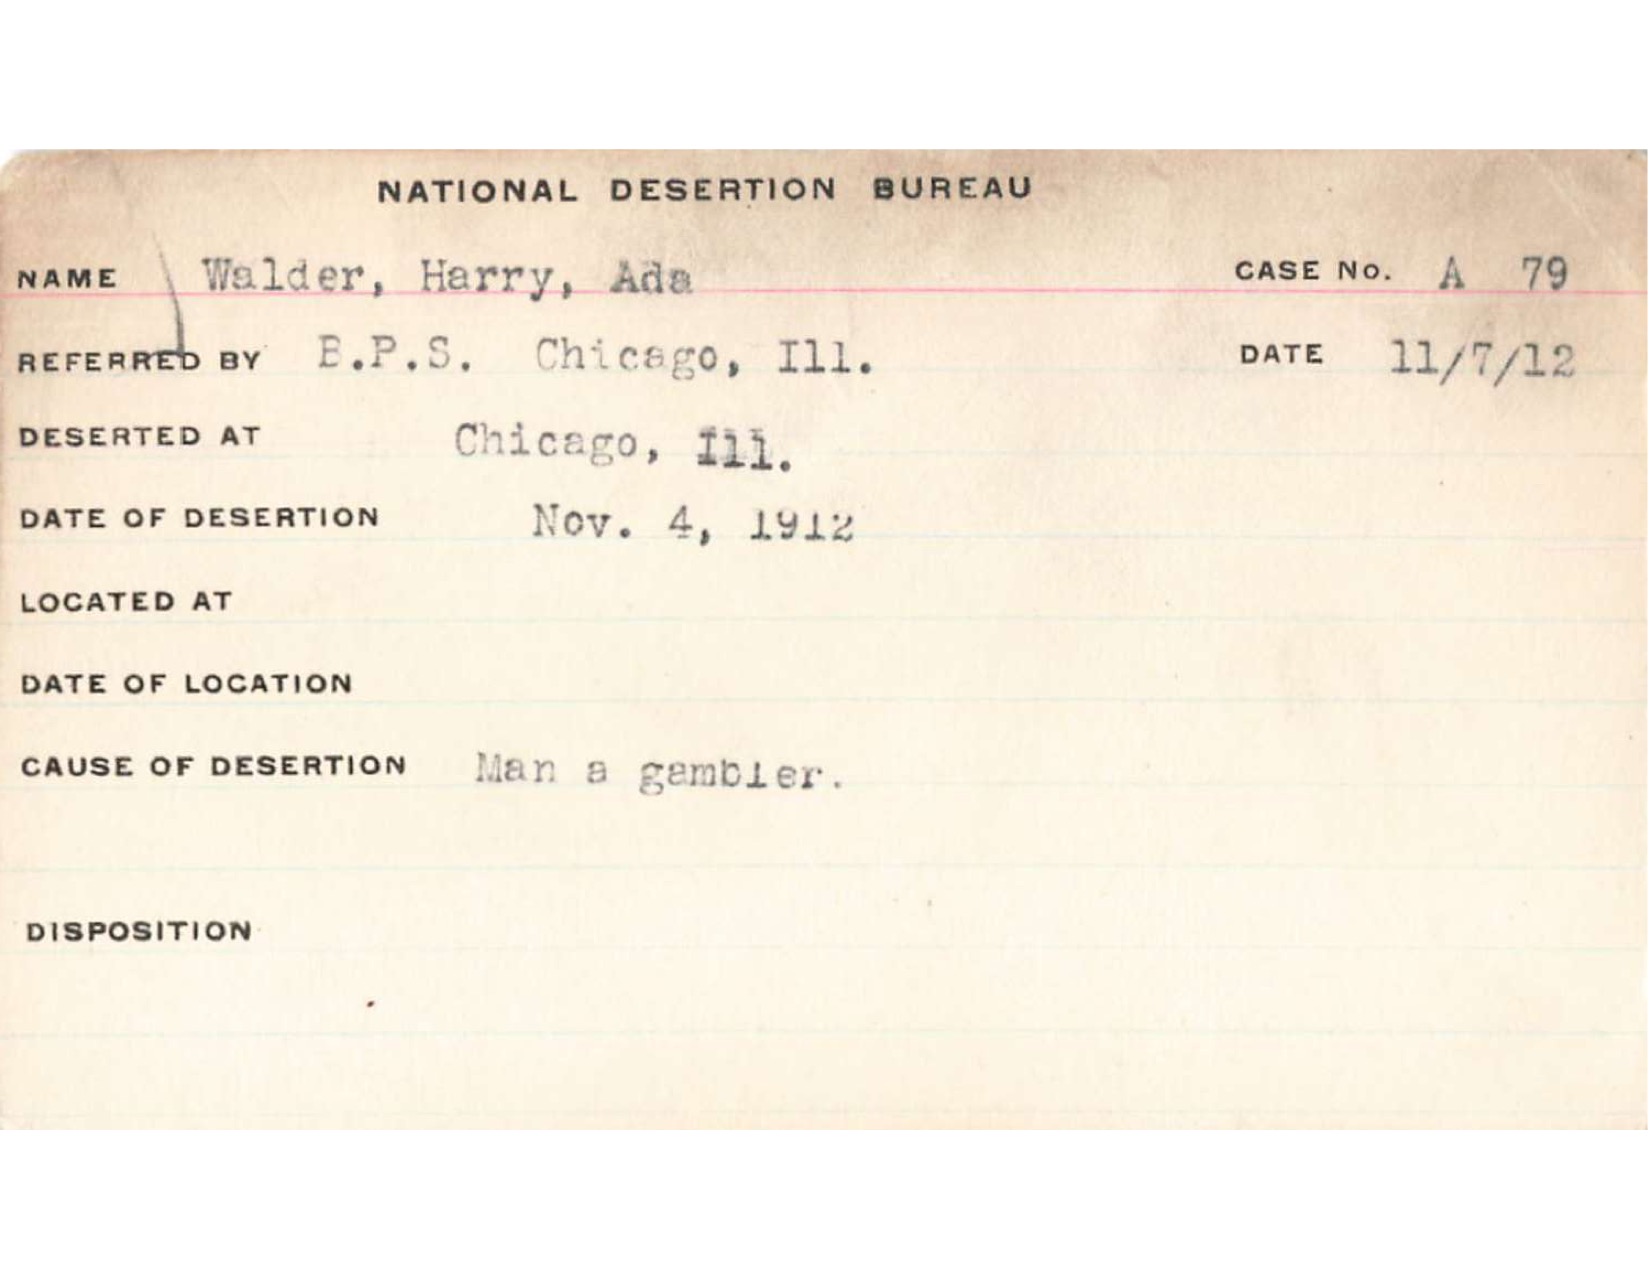 NATIONAL DESERTION BUREAU
NAME Walder, Harry, Ada CASE No. A 79
REFERRED BY B.P.S. Chicago, Ill. DATE 11/7/12
DESERTED AT Chicago, Ill.
DATE OF DESERTION Nov. 4, 1912
LOCATED AT
DATE OF LOCATION
CAUSE OF DESERTION Man a gambler.
DISPOSITION